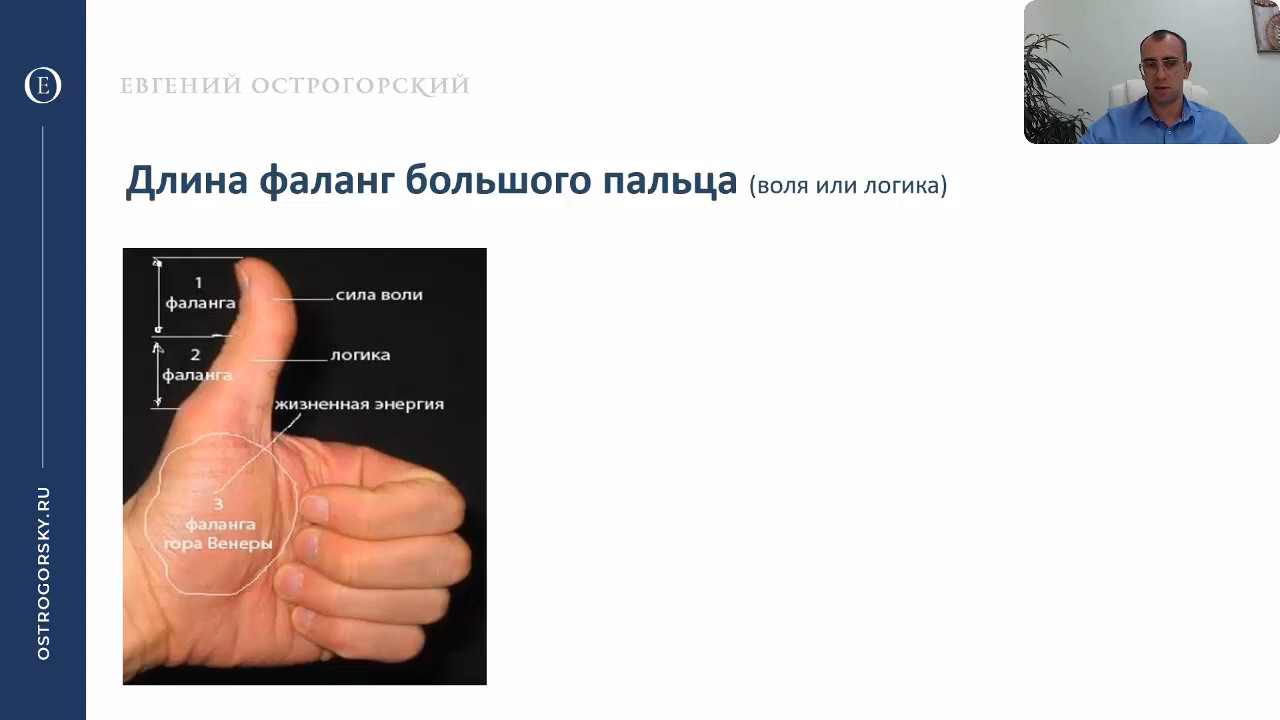 Е
ЕВГЕНИЙ ОСТРОГОРСКИЙ
Длина фаланг большого пальца (воля или логика)
1
фаланга
сила воли
2
фаланга
логика
жизненная энергия
3
фаланга
гора Венеры
OSTROGORSKY.RU